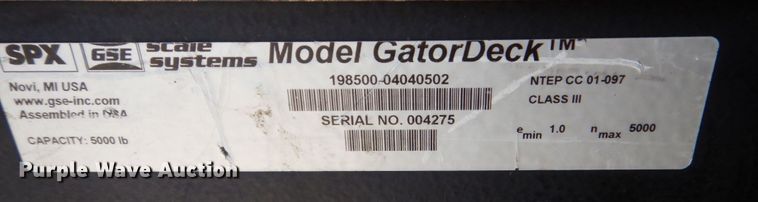 SPX GSE scale systems Model GatorDeck™
Novi, MI USA
www.gse-inc.com
Assembled in USA
CAPACITY: 5000 lb
198500-04040502
SERIAL NO. 004275
NTEP CC 01-097
CLASS III
e min 1.0 n max 5000
Purple Wave Auction